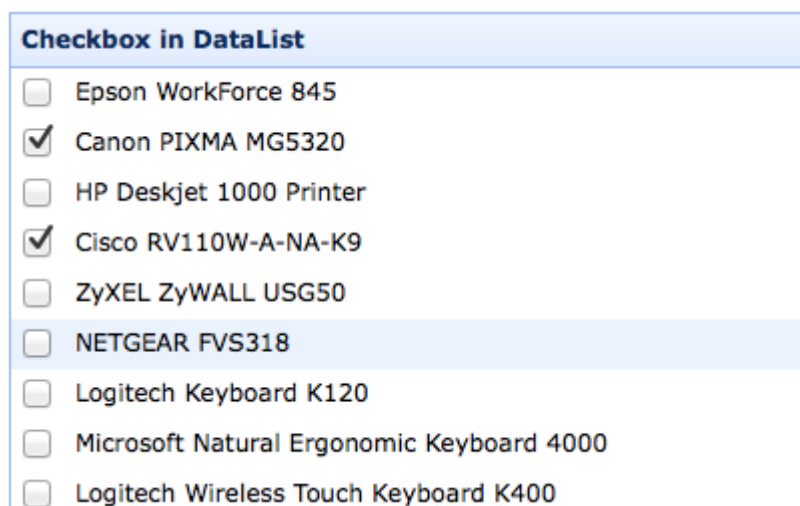 Checkbox in DataList
Epson WorkForce 845
Canon PIXMA MG5320
HP Deskjet 1000 Printer
Cisco RV110W-A-NA-K9
ZyXEL ZyWALL USG50
NETGEAR FVS318
Logitech Keyboard K120
Microsoft Natural Ergonomic Keyboard 4000
Logitech Wireless Touch Keyboard K400